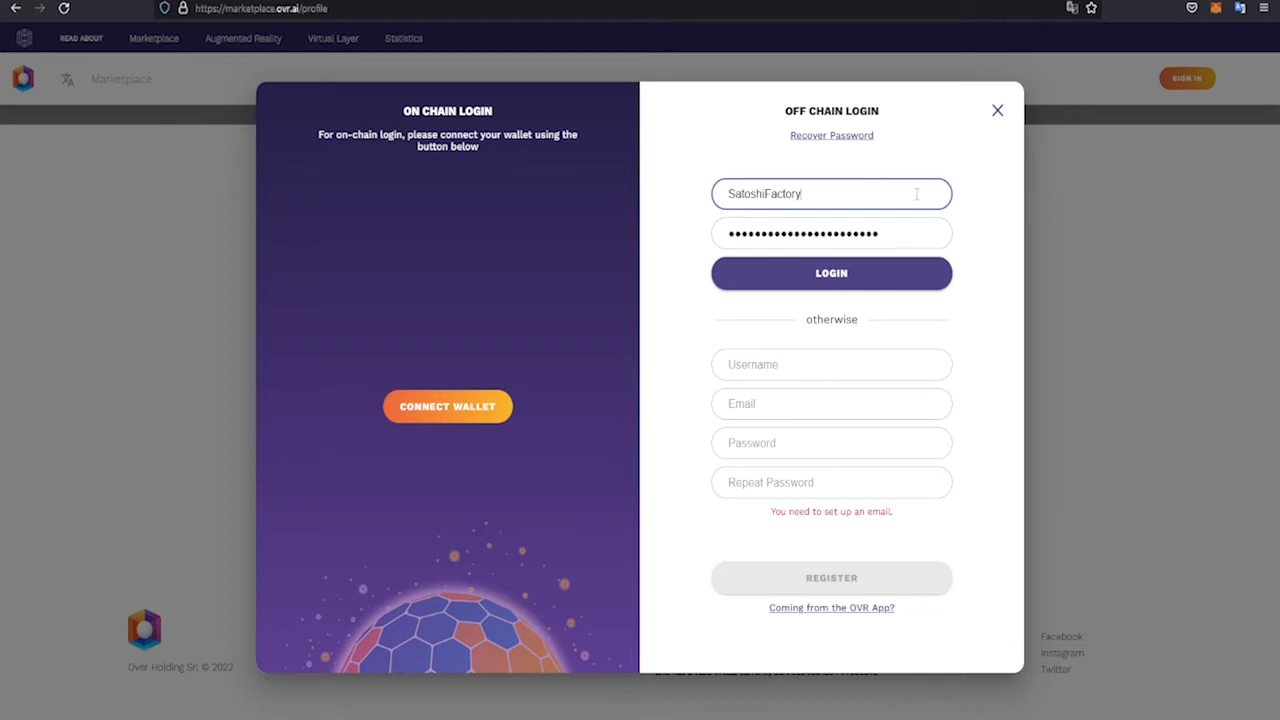 https://marketplace.ovr.ai/profile
READ ABOUT Marketplace Augmented Reality Virtual Layer Statistics
Marketplace
SIGN IN
ON CHAIN LOGIN
For on-chain login, please connect your wallet using the
button below
CONNECT WALLET
OFF CHAIN LOGIN
Recover Password
SatoshiFactory
LOGIN
otherwise
Username
Email
Password
Repeat Password
You need to set up an email.
REGISTER
Coming from the OVR App?
Over Holding Srl. © 2022
Facebook
Instagram
Twitter